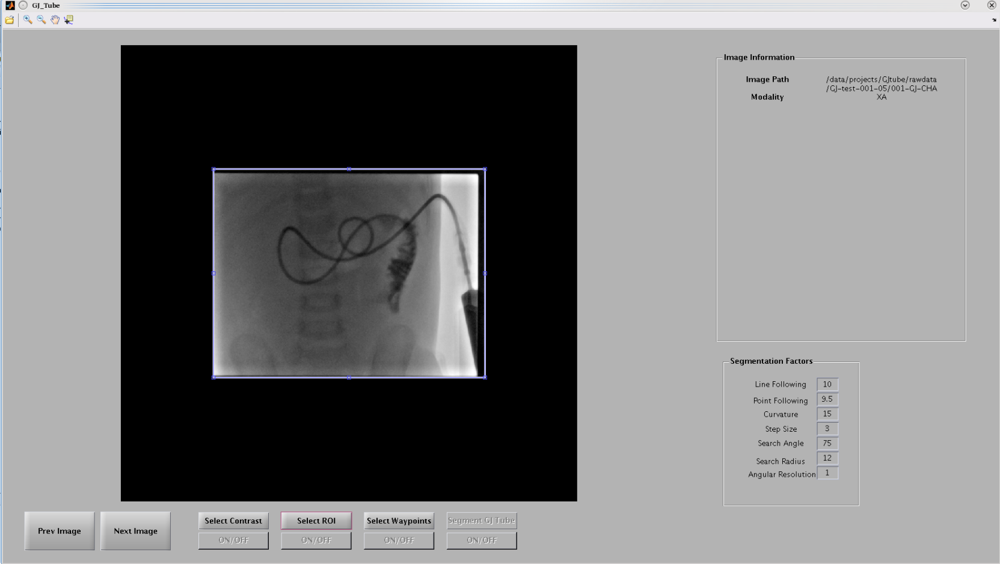 GJ_Tube
Image Information
Image Path
/data/projects/GJtube/rawdata
/GJ-test-001-05/001-GJ-CHA
Modality
XA
Segmentation Factors
Line Following 10
Point Following 9.5
Curvature 15
Step Size 3
Search Angle 75
Search Radius 12
Angular Resolution 1
Prev Image
Next Image
Select Contrast
Select ROI
Select Waypoints
Segment GJ Tube
ON/OFF
ON/OFF
ON/OFF
ON/OFF